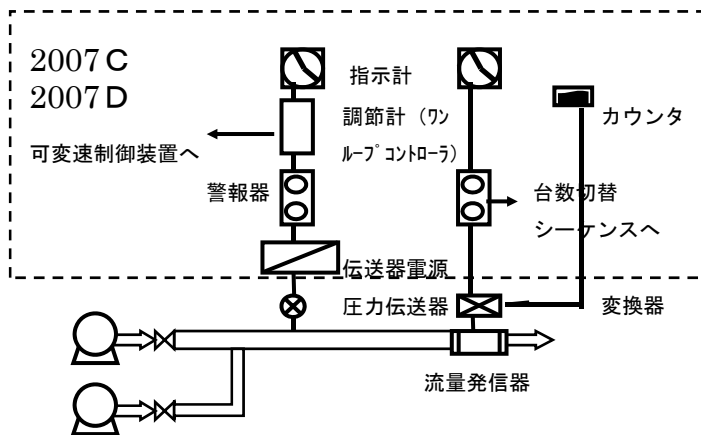 2007C
2007D
指示計
調節計（ﾜﾝ
ﾙｰﾌﾟｺﾝﾄﾛｰﾗ）
カウンタ
可変速制御装置へ
警報器
台数切替
シーケンスへ
伝送器電源
圧力伝送器
変換器
流量発信器